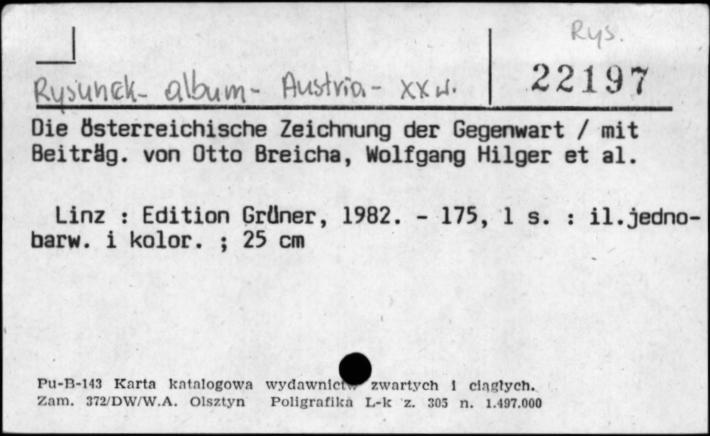 Rys.
Rysunek - album - Austria - XX w.
22197
Die Österreichische Zeichnung der Gegenwart / mit
Beiträg. von Otto Breicha, Wolfgang Hilger et al.
Linz : Edition Grüner, 1982. - 175, 1 s. : il.jedno-
barw. i kolor. ; 25 cm
Pu-B-143 Karta katalogowa wydawnictw zwartych i ciągłych.
Zam. 372/DW/W.A. Olsztyn Poligrafika L-k z. 305 n. 1.497.000